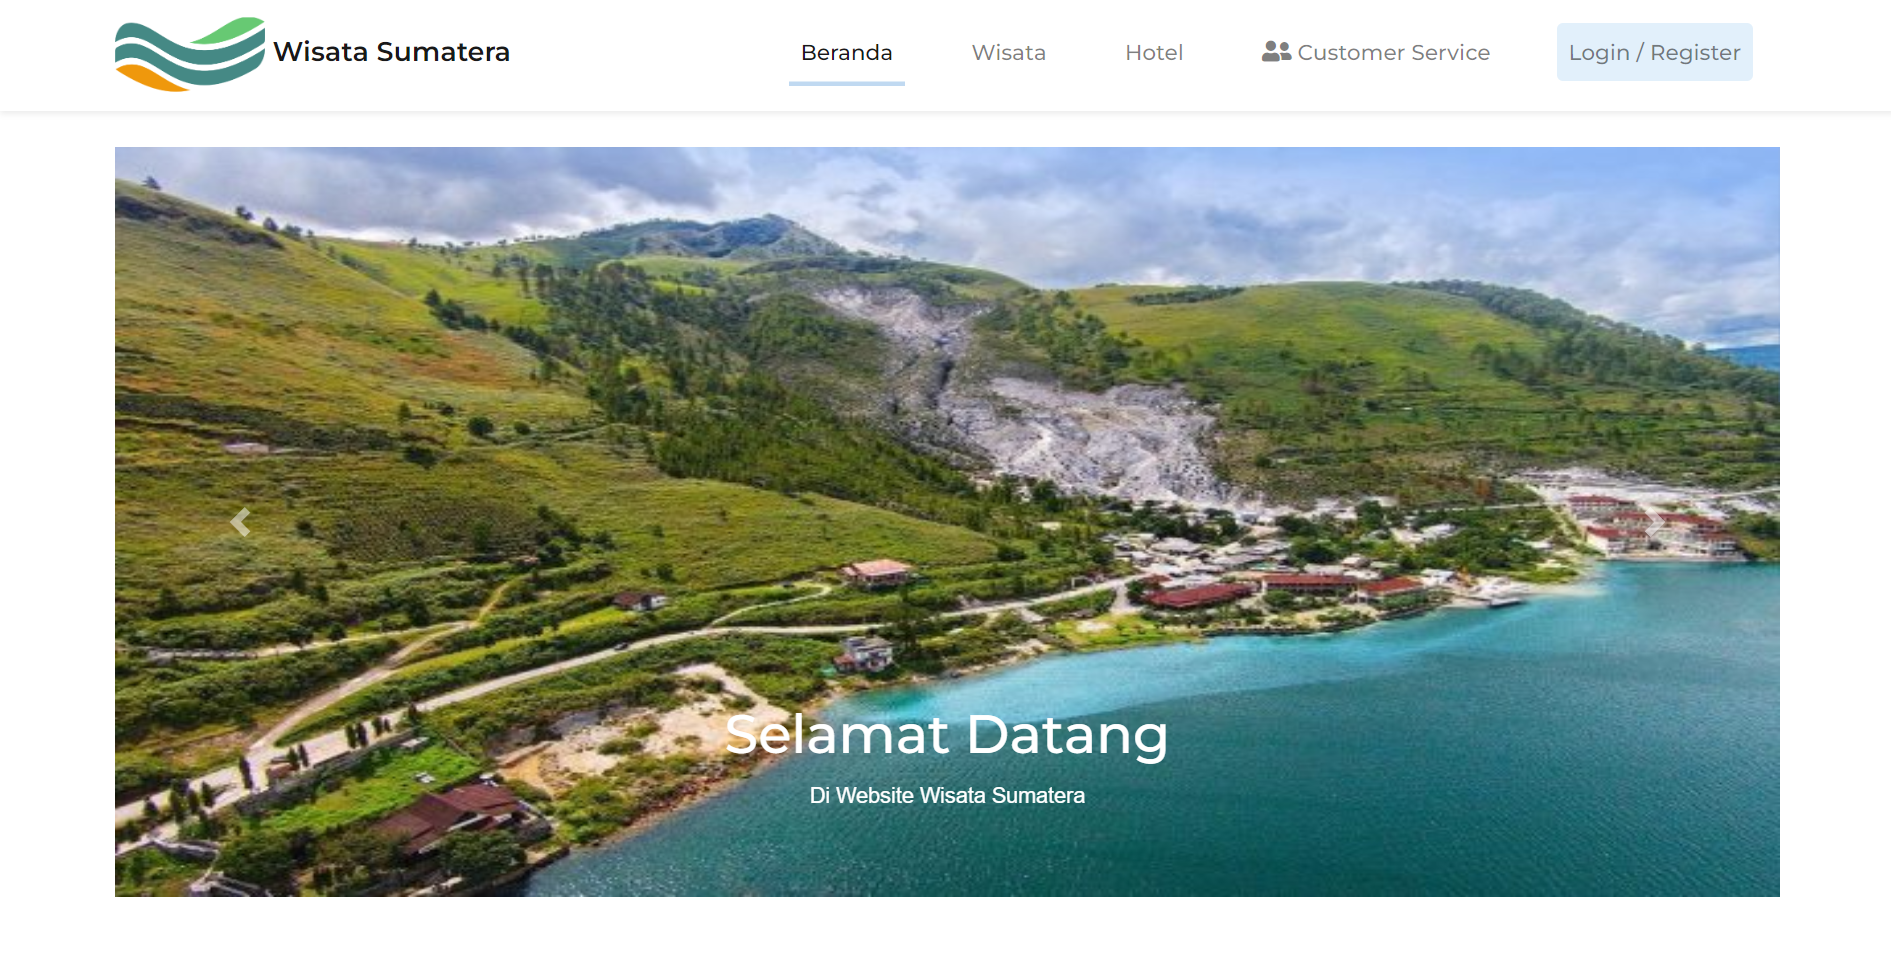 Wisata Sumatera
Beranda
Wisata
Hotel
Customer Service
Login / Register
Selamat Datang
Di Website Wisata Sumatera